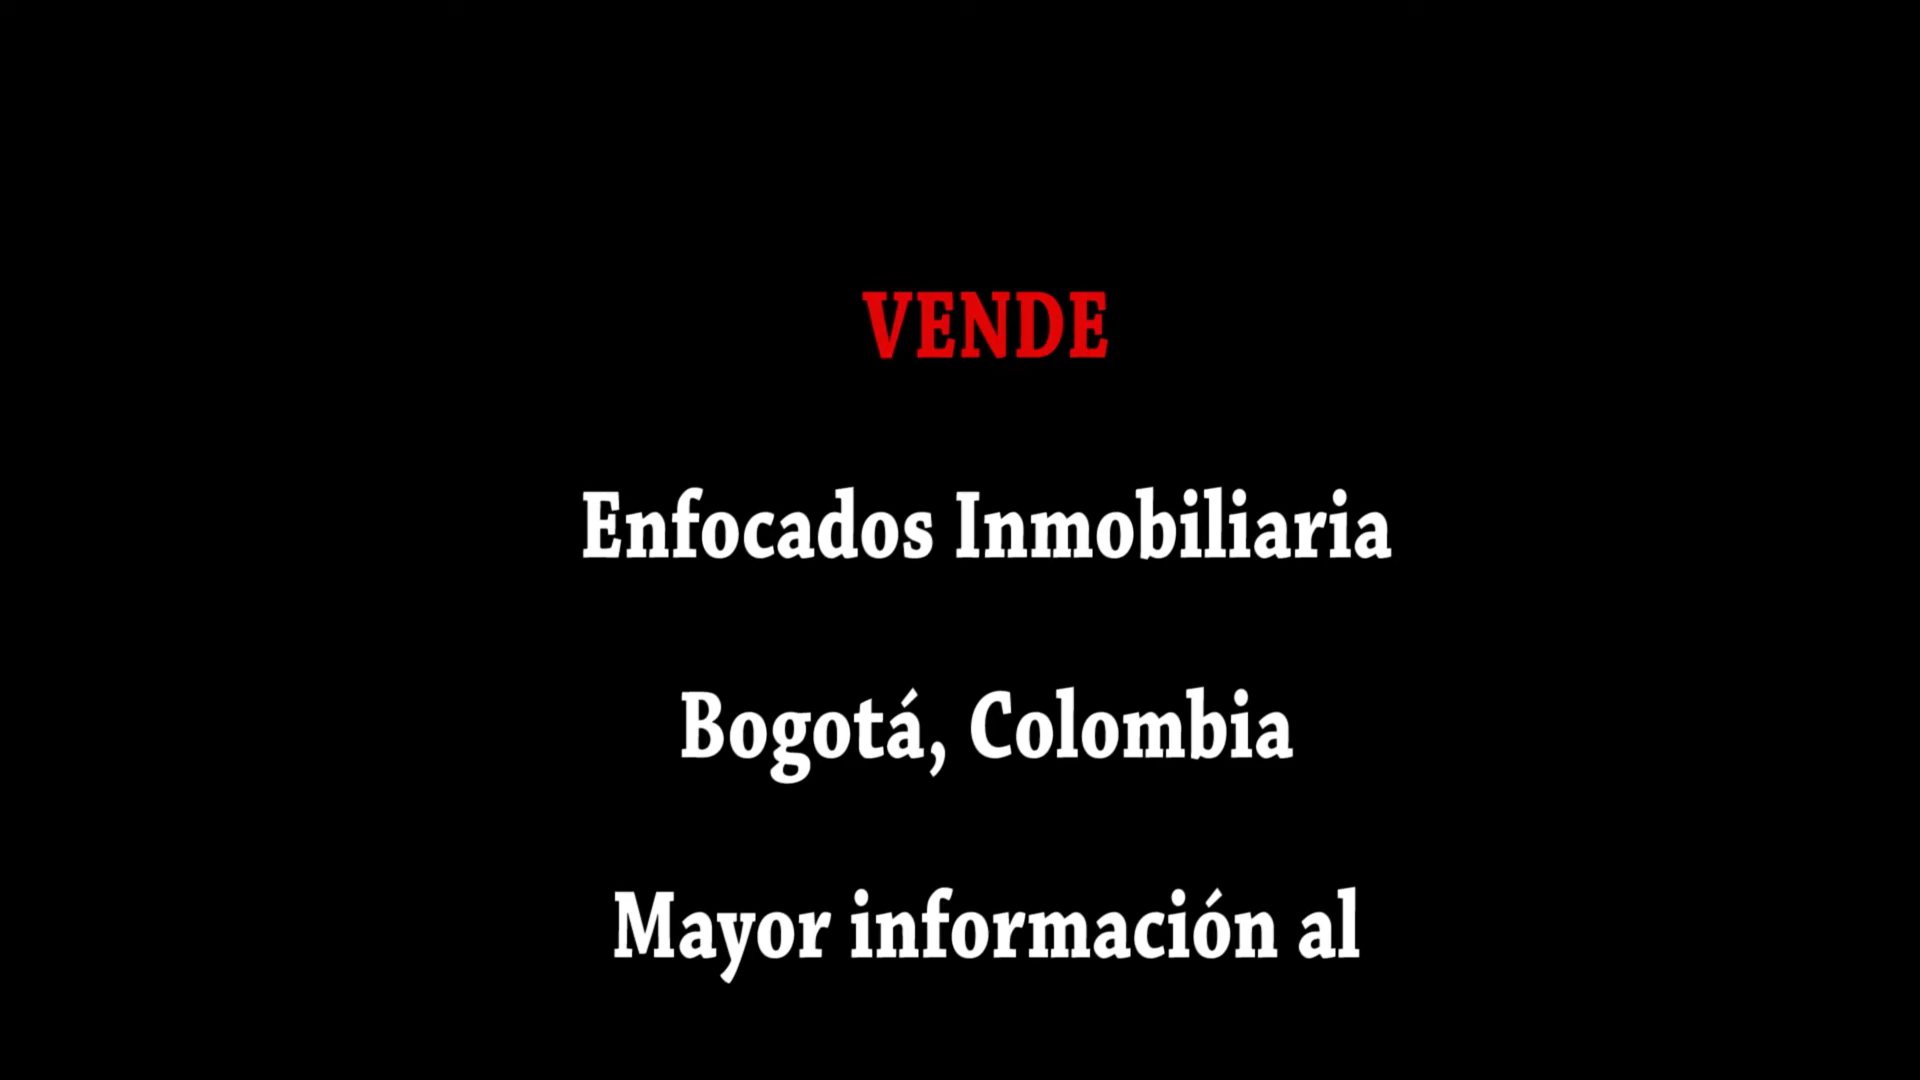 VENDE
Enfocados Inmobiliaria
Bogotá, Colombia
Mayor información al